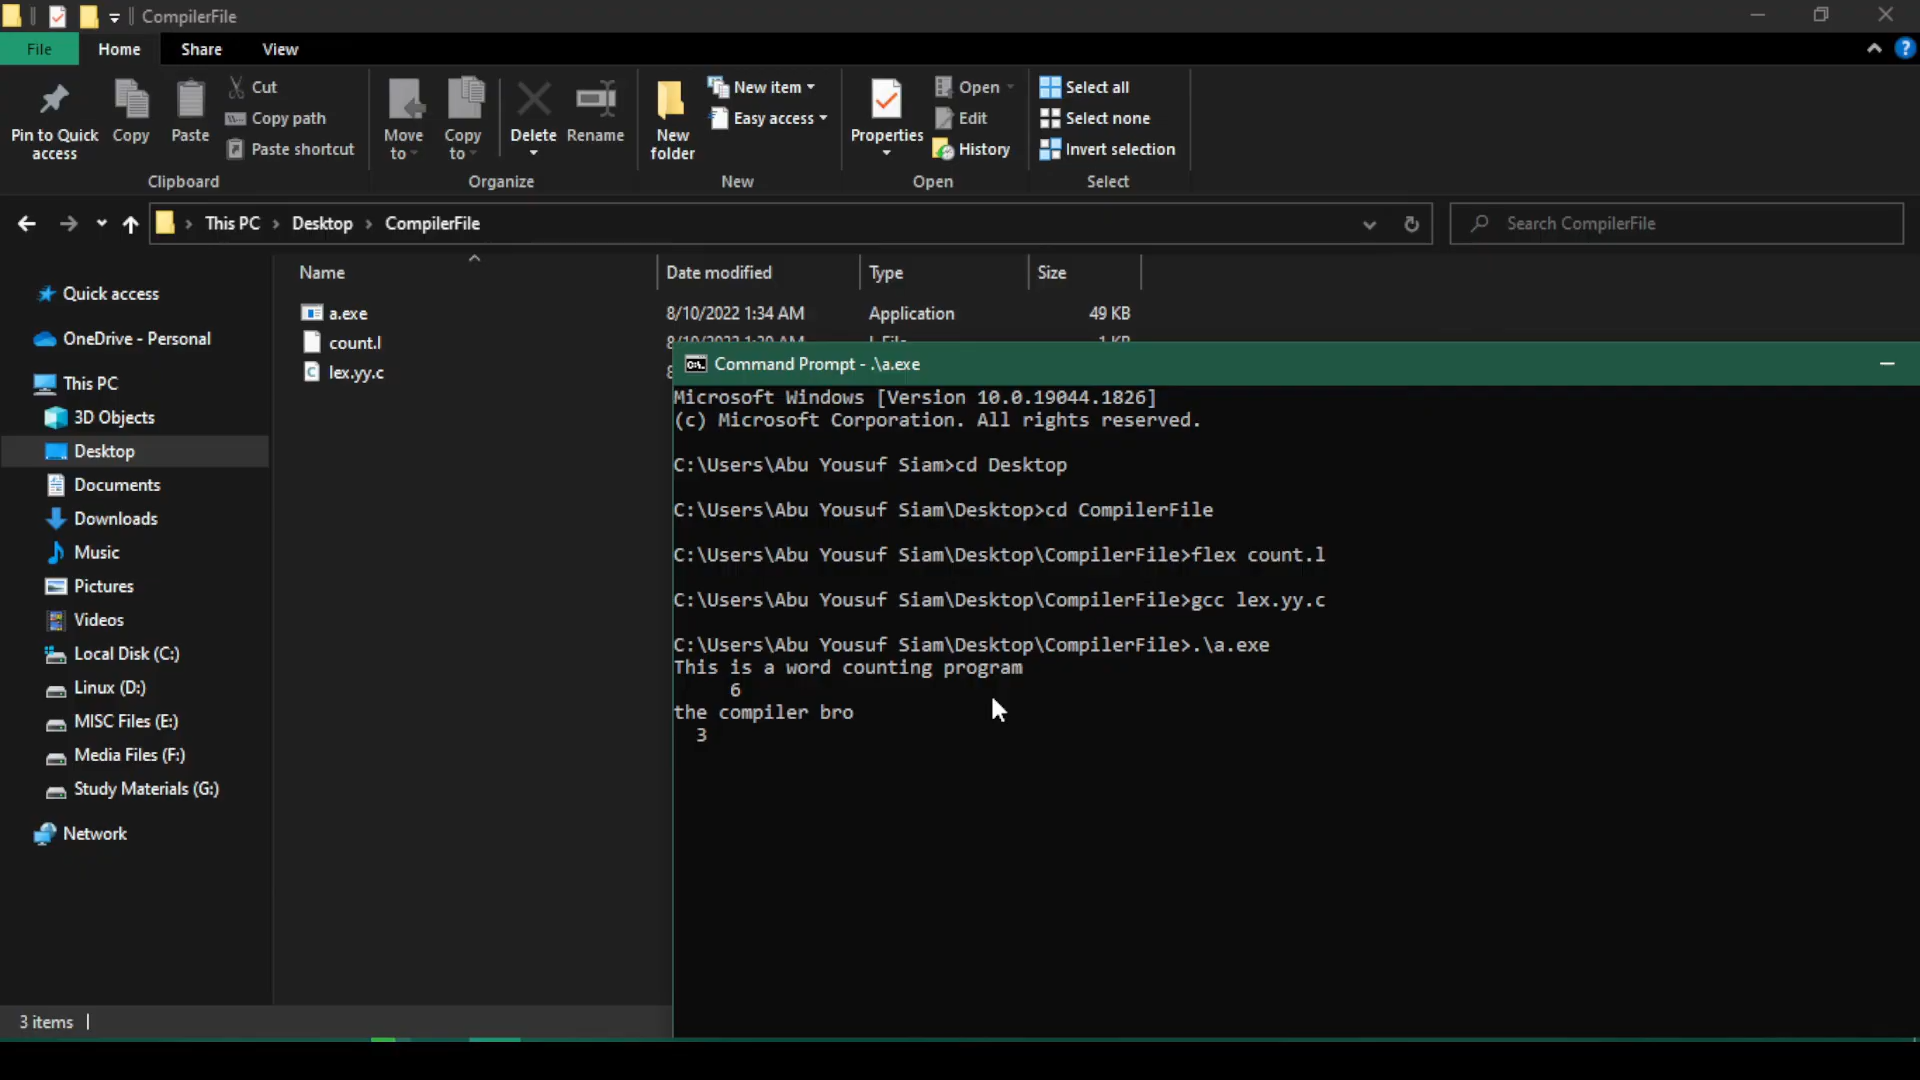 CompilerFile
File Home Share View
Pin to Quick access
Copy
Paste
Cut
Copy path
Paste shortcut
Clipboard
Move to
Copy to
Delete
Rename
Organize
New folder
New item
Easy access
New
Properties
Open
Edit
History
Open
Select all
Select none
Invert selection
Select
This PC > Desktop > CompilerFile
Search CompilerFile
Quick access
OneDrive - Personal
This PC
3D Objects
Desktop
Documents
Downloads
Music
Pictures
Videos
Local Disk (C:)
Linux (D:)
MISC Files (E:)
Media Files (F:)
Study Materials (G:)
Network
Name Date modified Type Size
a.exe 8/10/2022 1:34 AM Application 49 KB
count.l
lex.yy.c
3 items
Command Prompt - .\a.exe
Microsoft Windows [Version 10.0.19044.1826]
(c) Microsoft Corporation. All rights reserved.
C:\Users\Abu Yousuf Siam>cd Desktop
C:\Users\Abu Yousuf Siam\Desktop>cd CompilerFile
C:\Users\Abu Yousuf Siam\Desktop\CompilerFile>flex count.l
C:\Users\Abu Yousuf Siam\Desktop\CompilerFile>gcc lex.yy.c
C:\Users\Abu Yousuf Siam\Desktop\CompilerFile>.\a.exe
This is a word counting program
6
the compiler bro
3